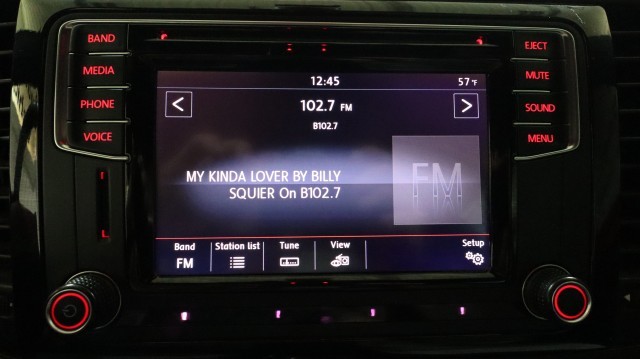 BAND
MEDIA
PHONE
VOICE
EJECT
MUTE
SOUND
MENU
12:45 57°F
< 102.7 FM >
B102.7
MY KINDA LOVER BY BILLY
SQUIER On B102.7
FM
Band Station list Tune View Setup
FM